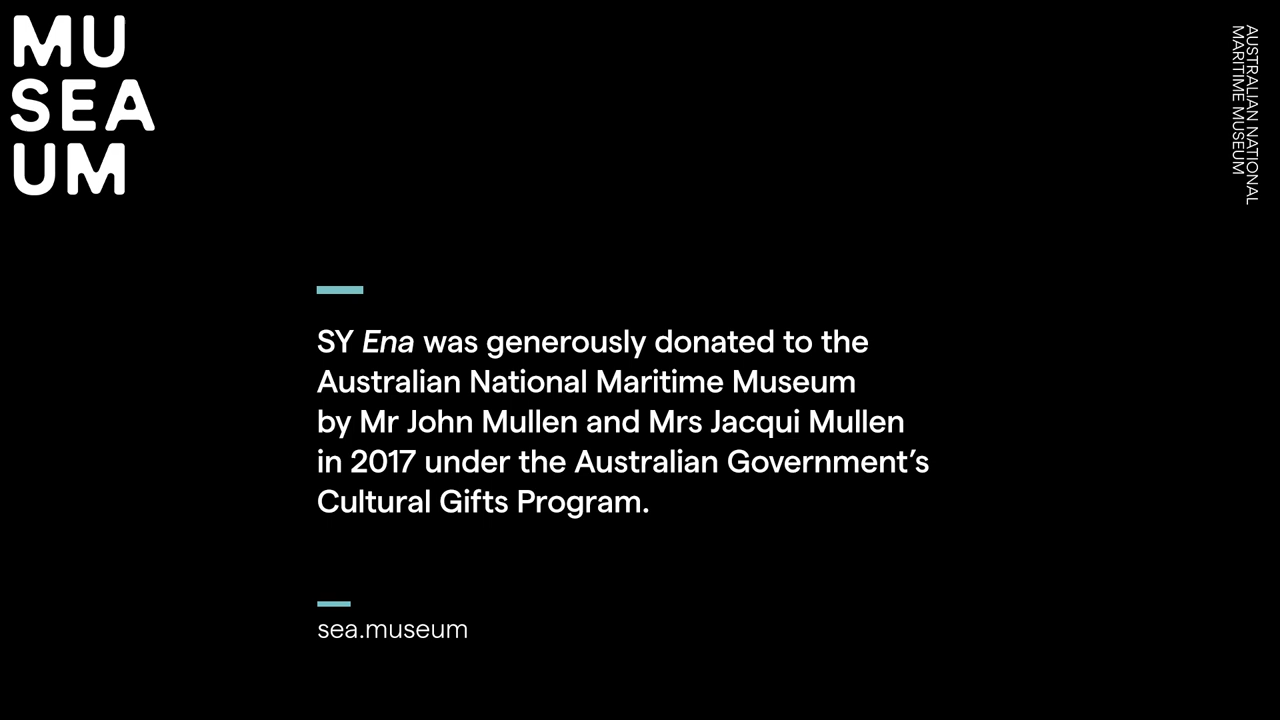 MU
SEA
UM
AUSTRALIAN NATIONAL
MARITIME MUSEUM
SY Ena was generously donated to the
Australian National Maritime Museum
by Mr John Mullen and Mrs Jacqui Mullen
in 2017 under the Australian Government’s
Cultural Gifts Program.
sea.museum